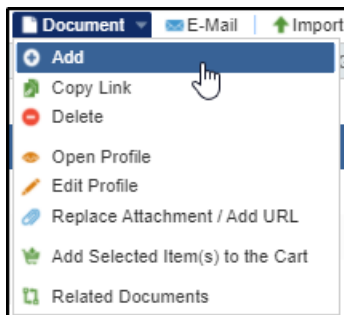 Document E-Mail Import
Add
Copy Link
Delete
Open Profile
Edit Profile
Replace Attachment / Add URL
Add Selected Item(s) to the Cart
Related Documents